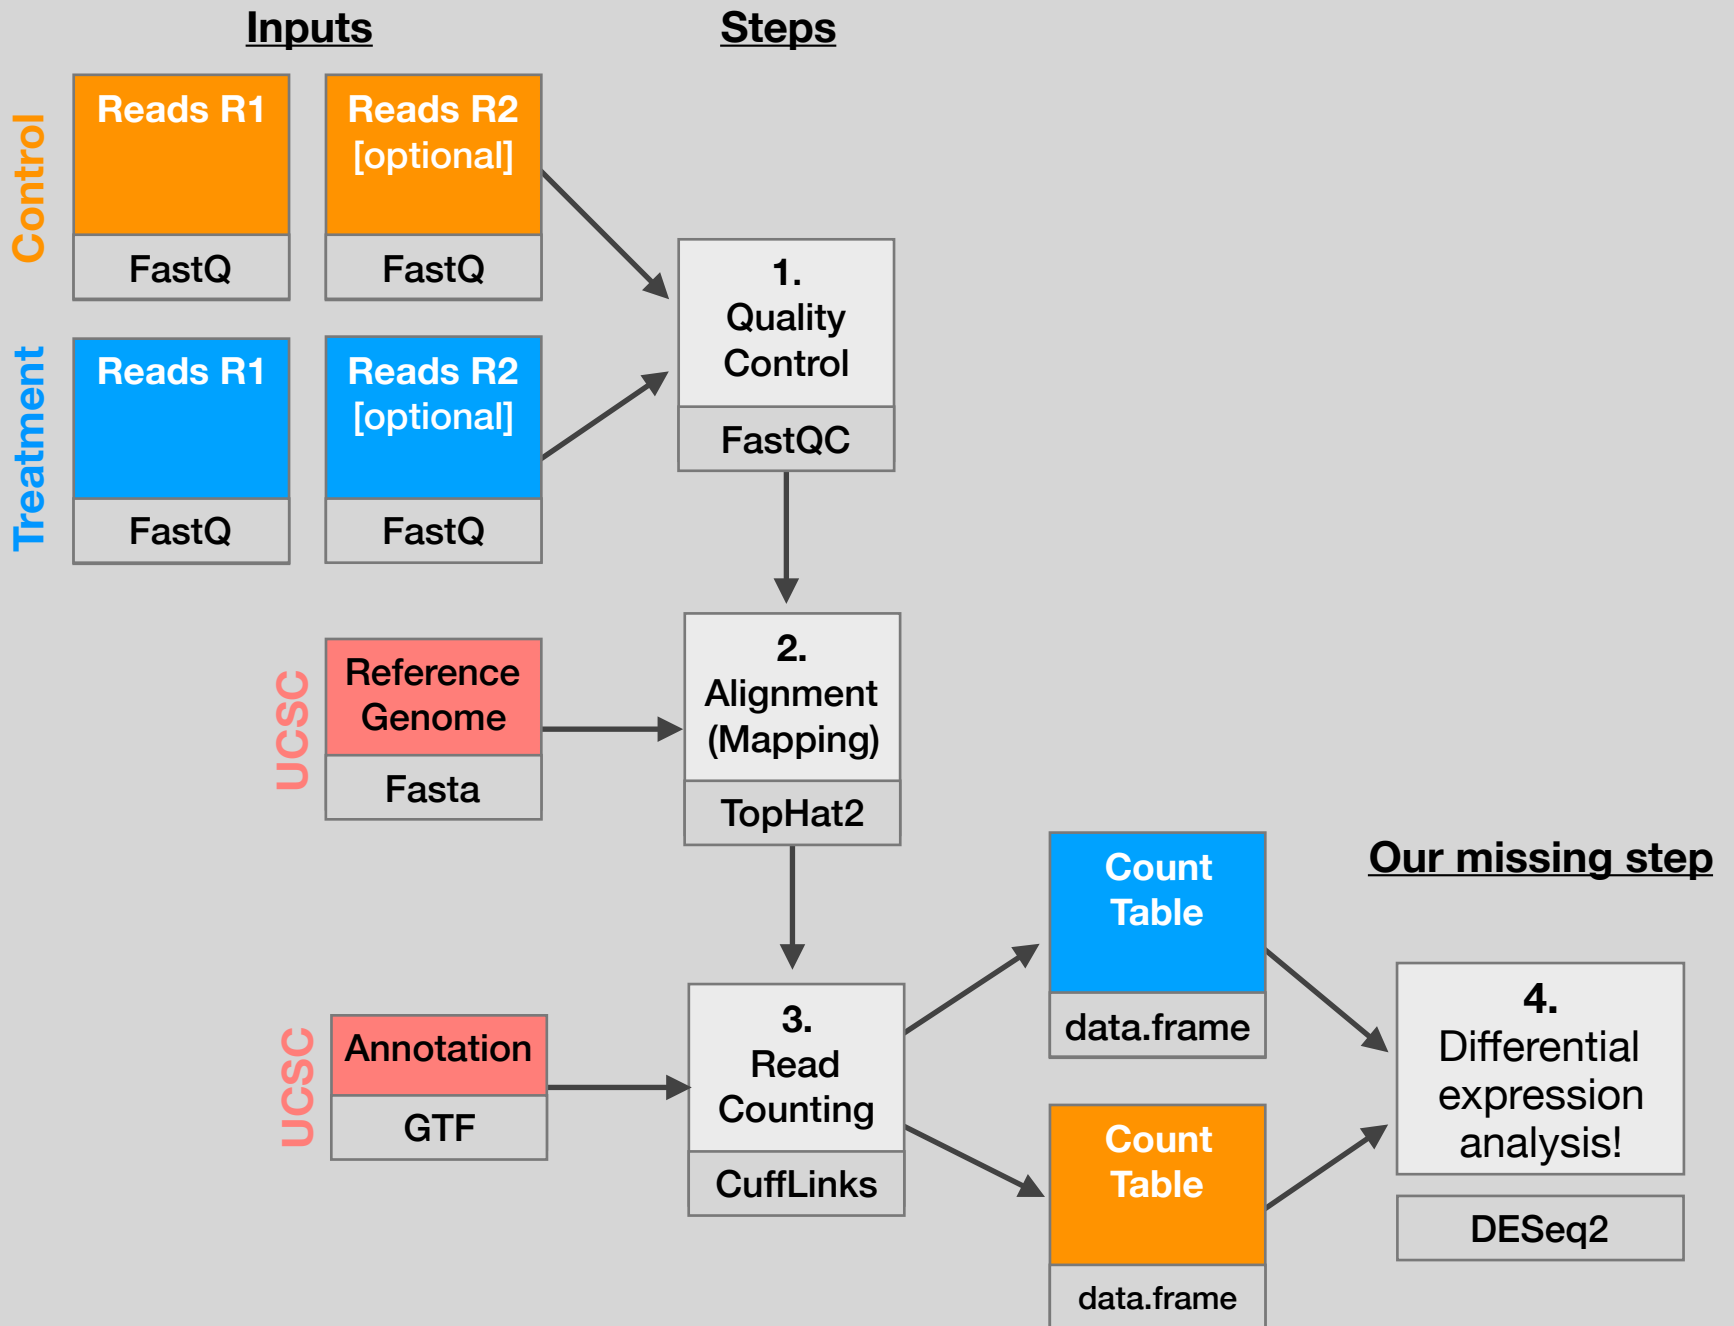 Inputs
Steps
Control
Reads R1
FastQ
Reads R2
[optional]
FastQ
Treatment
Reads R1
FastQ
Reads R2
[optional]
FastQ
1.
Quality
Control
FastQC
UCSC
Reference
Genome
Fasta
2.
Alignment
(Mapping)
TopHat2
UCSC
Annotation
GTF
3.
Read
Counting
CuffLinks
Count
Table
data.frame
Count
Table
data.frame
Our missing step
4.
Differential
expression
analysis!
DESeq2